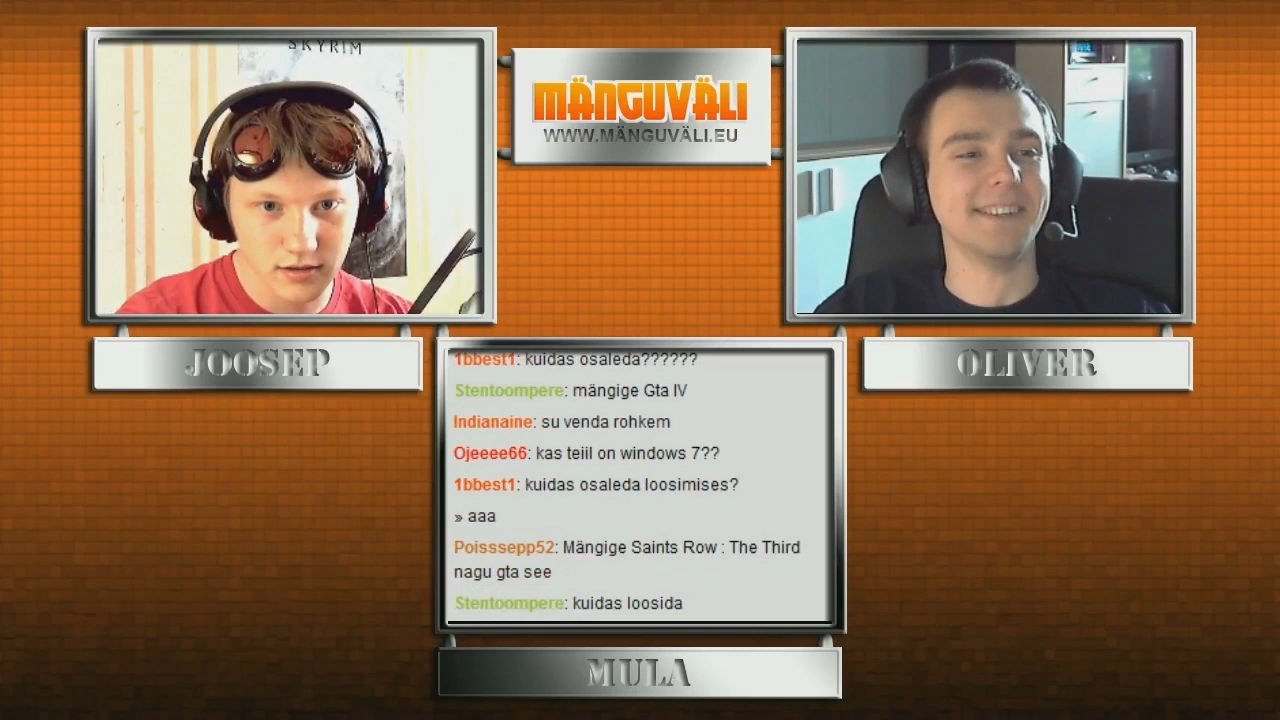 SKYRIM
MÄNGUVÄLI
WWW.MÄNGUVÄLI.EU
JOOSEP
OLIVER
1bbest1: kuidas osaleda??????
Stentoompere: mängige Gta IV
Indianaine: su venda rohkem
Ojeeee66: kas teiil on windows 7??
1bbest1: kuidas osaleda loosimises?
» aaa
Poisssepp52: Mängige Saints Row : The Third
nagu gta see
Stentoompere: kuidas loosida
MULA